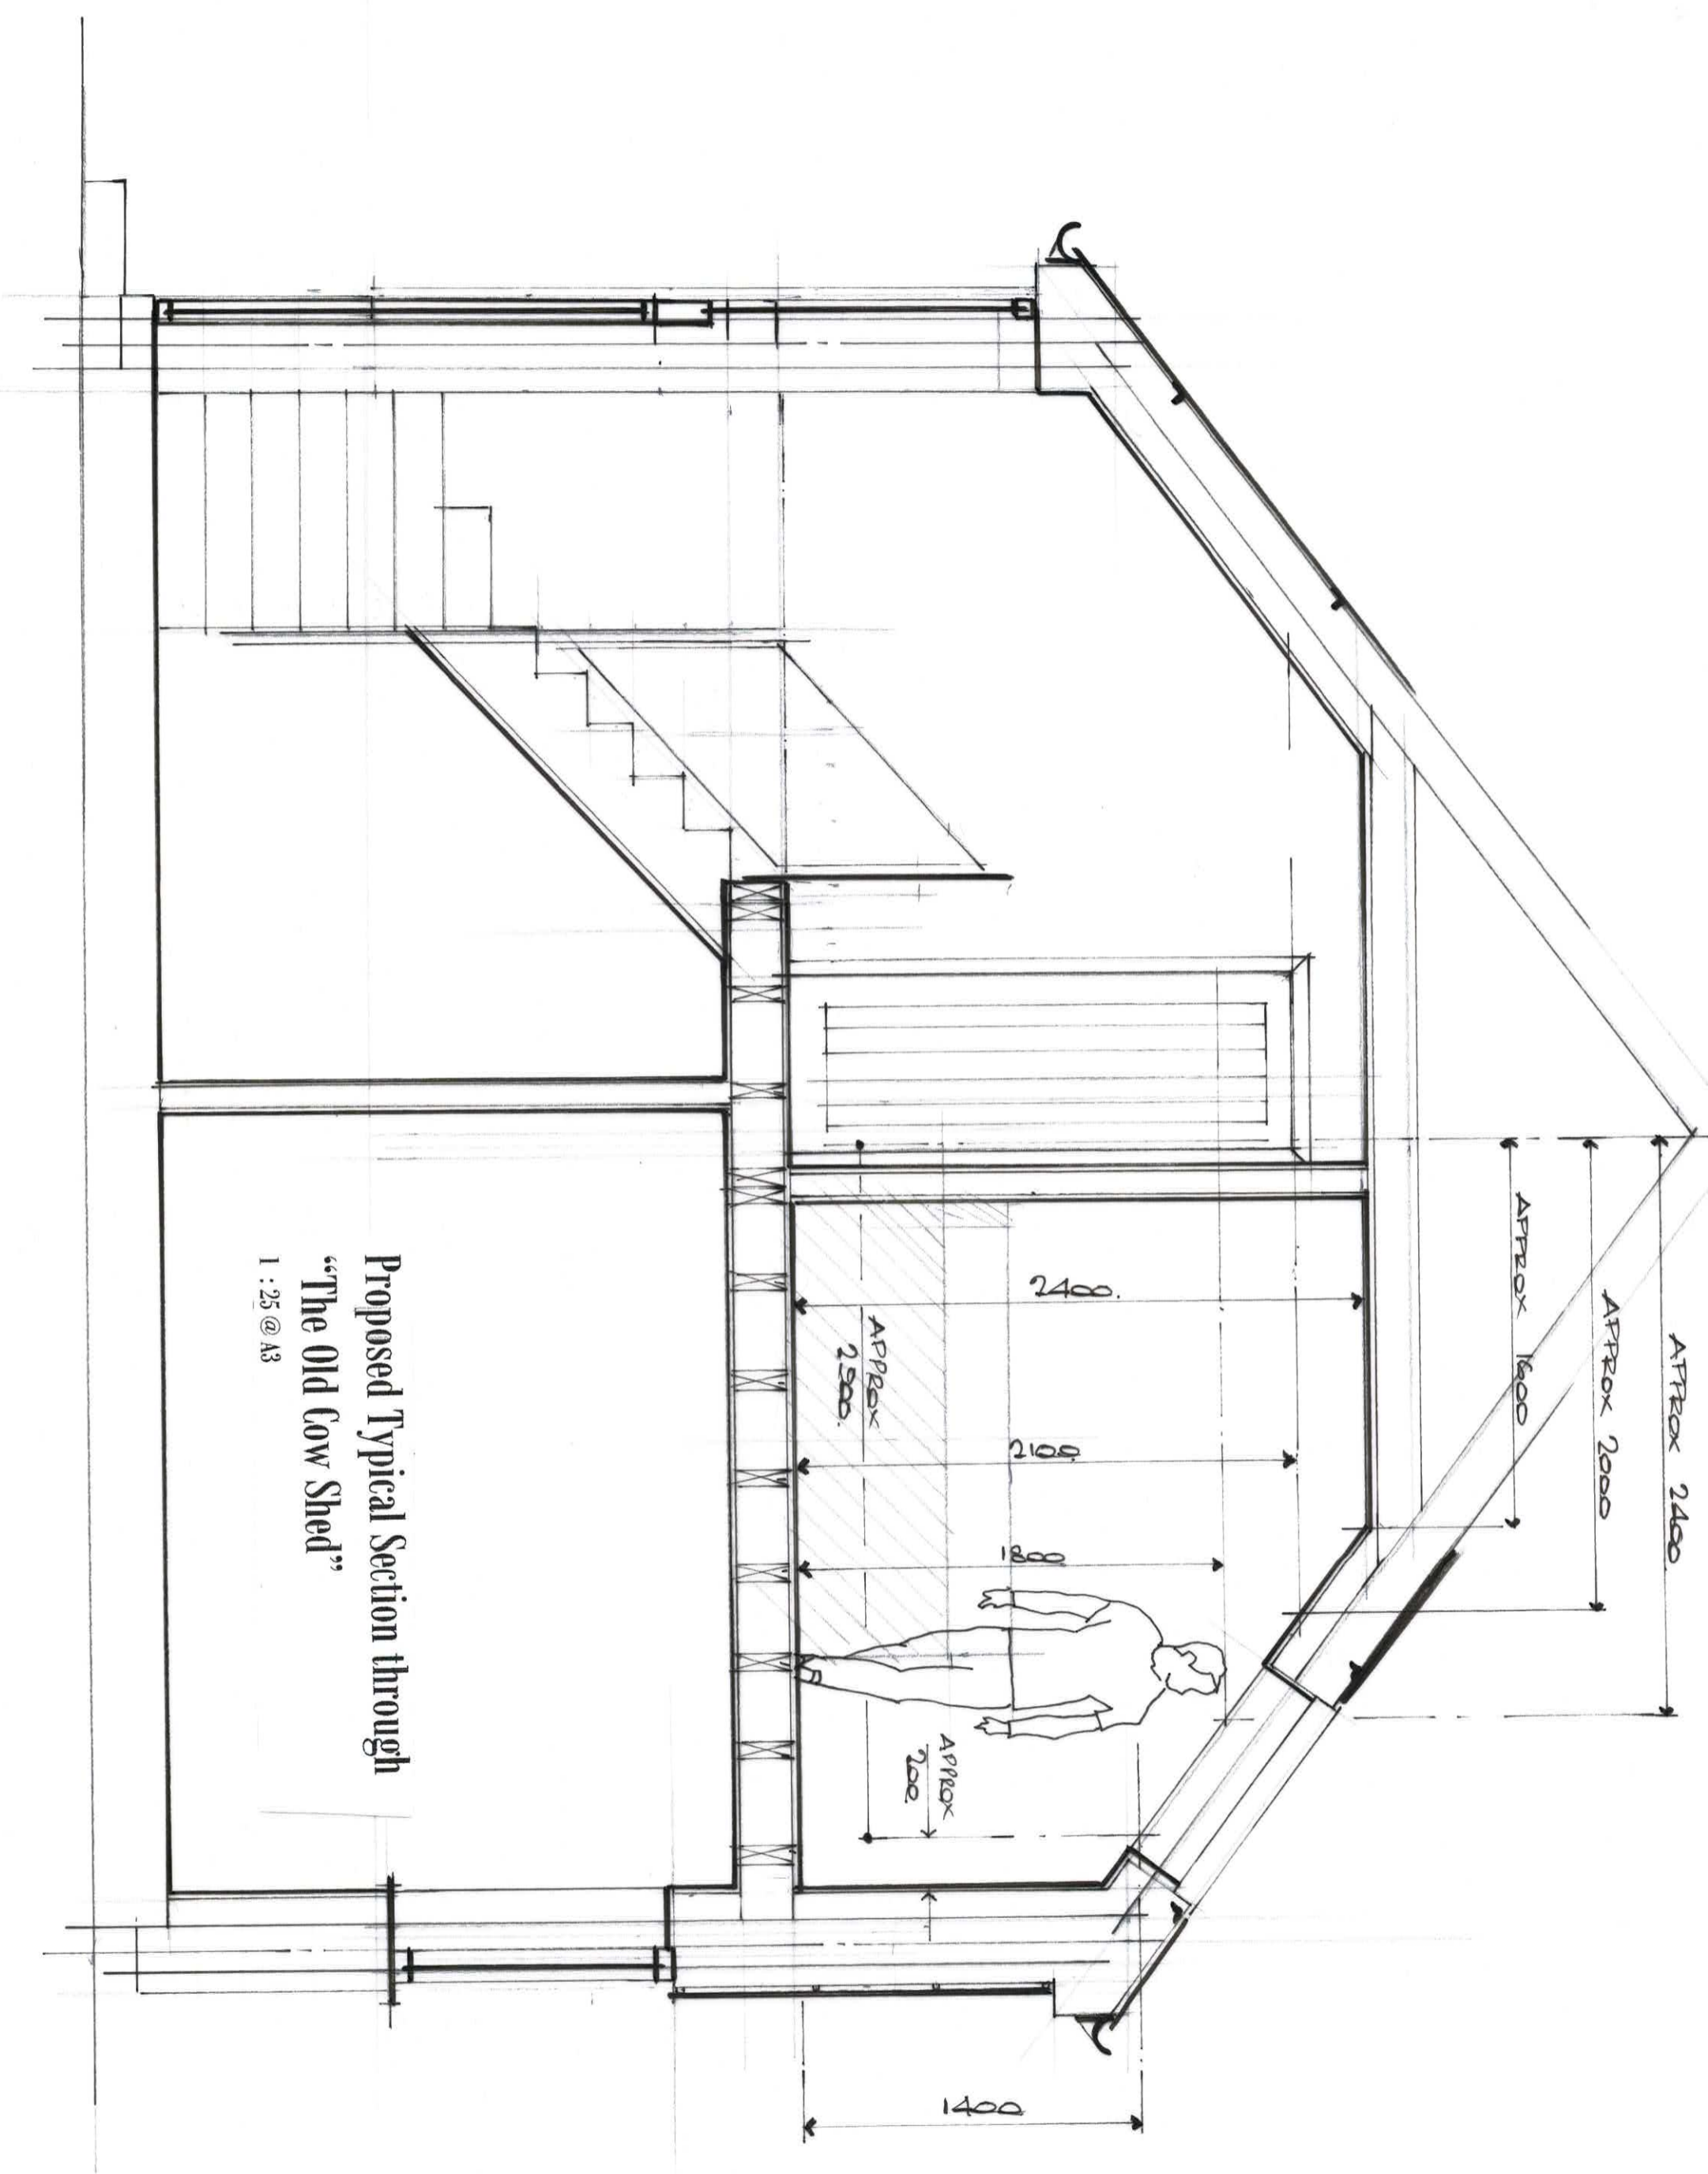 APPROX 2400
APPROX 2000
APPROX 1600
2400.
2100.
1800
APPROX
2900.
APPROX
200.
1400
Proposed Typical Section through
“The Old Cow Shed”
1 : 25 @ A3